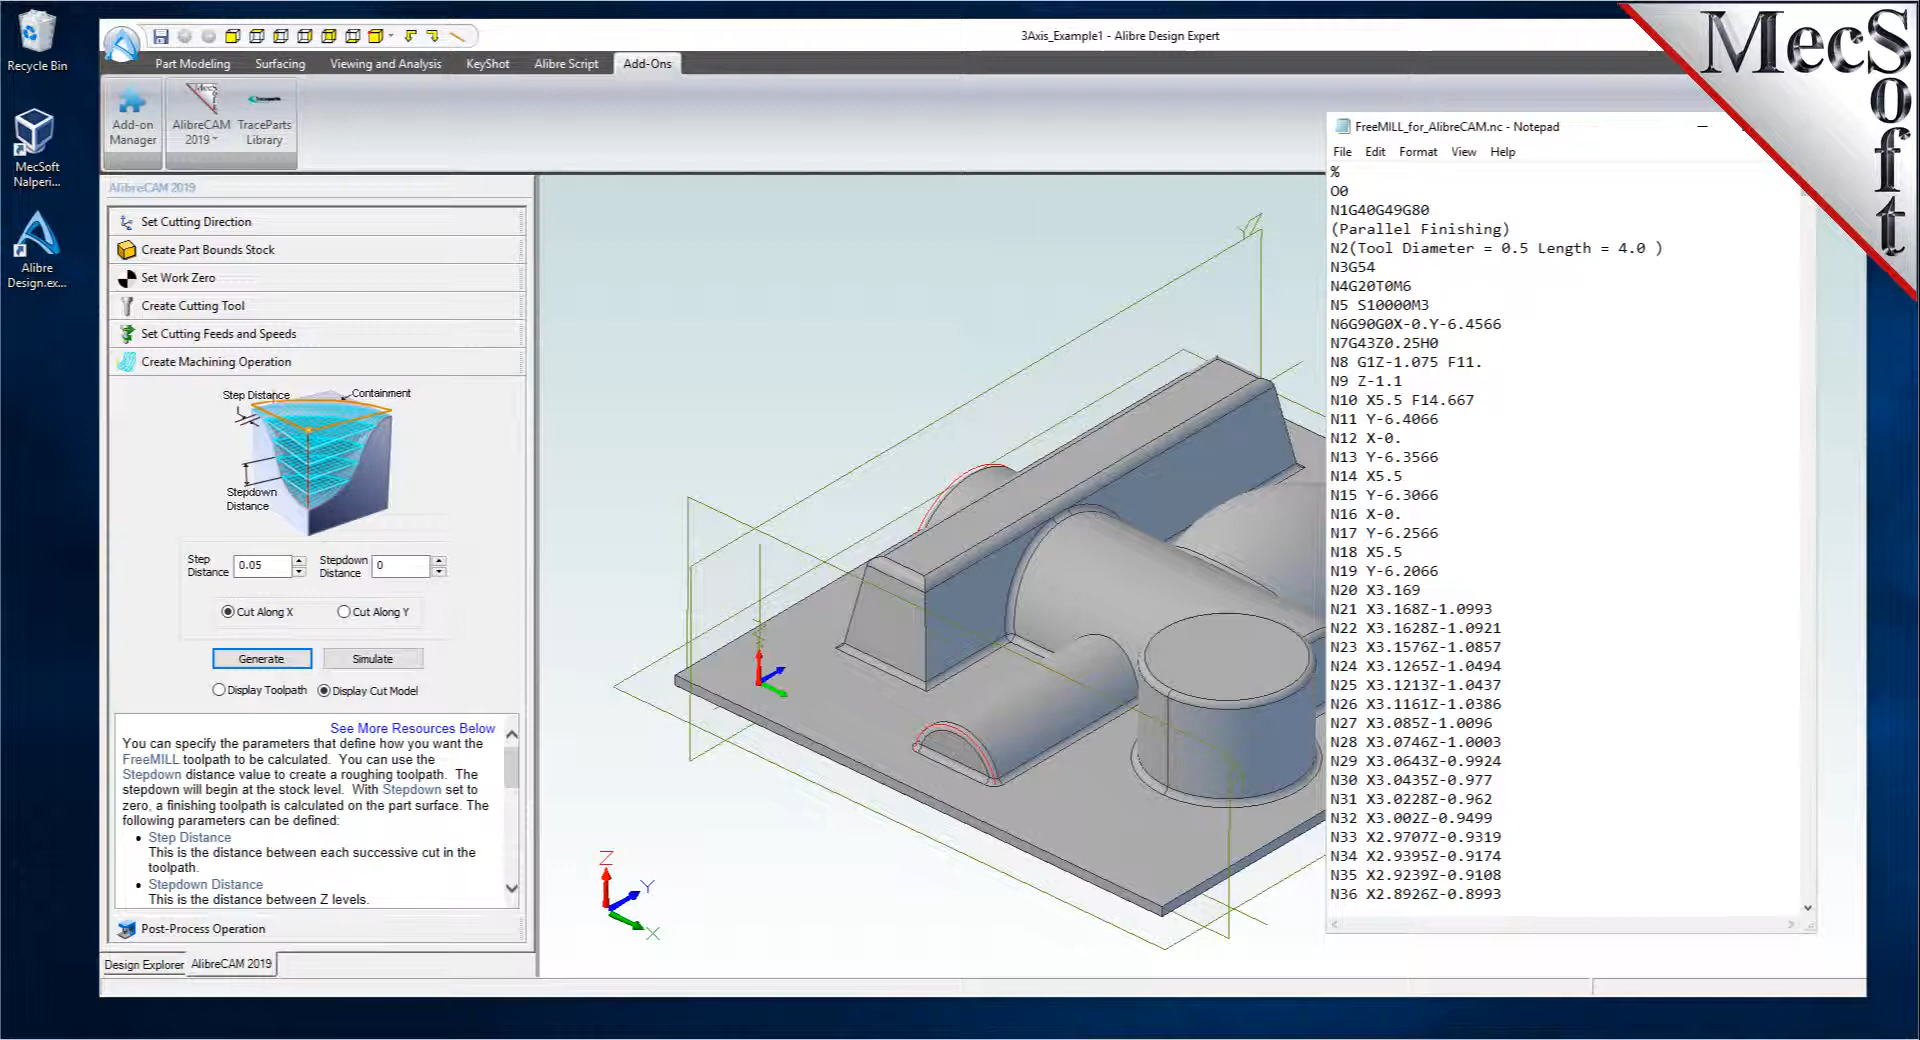 Recycle Bin
MecSoft
Nalperi...
Alibre
Design.ex...
3Axis_Example1 - Alibre Design Expert
Part Modeling
Surfacing
Viewing and Analysis
KeyShot
Alibre Script
Add-Ons
Add-on
Manager
MecSoft
AlibreCAM
2019
TraceParts
Library
AlibreCAM 2019
Set Cutting Direction
Create Part Bounds Stock
Set Work Zero
Create Cutting Tool
Set Cutting Feeds and Speeds
Create Machining Operation
Step Distance
Containment
Stepdown
Distance
Step
Distance
0.05
Stepdown
Distance
0
Cut Along X
Cut Along Y
Generate
Simulate
Display Toolpath
Display Cut Model
See More Resources Below
You can specify the parameters that define how you want the
FreeMILL toolpath to be calculated. You can use the
Stepdown distance value to create a roughing toolpath. The
stepdown will begin at the stock level. With Stepdown set to
zero, a finishing toolpath is calculated on the part surface. The
following parameters can be defined:
• Step Distance
This is the distance between each successive cut in the
toolpath.
• Stepdown Distance
This is the distance between Z levels.
Post-Process Operation
Design Explorer
AlibreCAM 2019
Z
Y
X
FreeMILL_for_AlibreCAM.nc - Notepad
File Edit Format View Help
%
O0
N1G40G49G80
(Parallel Finishing)
N2(Tool Diameter = 0.5 Length = 4.0 )
N3G54
N4G20T0M6
N5 S10000M3
N6G90G0X-0.Y-6.4566
N7G43Z0.25H0
N8 G1Z-1.075 F11.
N9 Z-1.1
N10 X5.5 F14.667
N11 Y-6.4066
N12 X-0.
N13 Y-6.3566
N14 X5.5
N15 Y-6.3066
N16 X-0.
N17 Y-6.2566
N18 X5.5
N19 Y-6.2066
N20 X3.169
N21 X3.168Z-1.0993
N22 X3.1628Z-1.0921
N23 X3.1576Z-1.0857
N24 X3.1265Z-1.0494
N25 X3.1213Z-1.0437
N26 X3.1161Z-1.0386
N27 X3.085Z-1.0096
N28 X3.0746Z-1.0003
N29 X3.0643Z-0.9924
N30 X3.0435Z-0.977
N31 X3.0228Z-0.962
N32 X3.002Z-0.9499
N33 X2.9707Z-0.9319
N34 X2.9395Z-0.9174
N35 X2.9239Z-0.9108
N36 X2.8926Z-0.8993
MecSoft